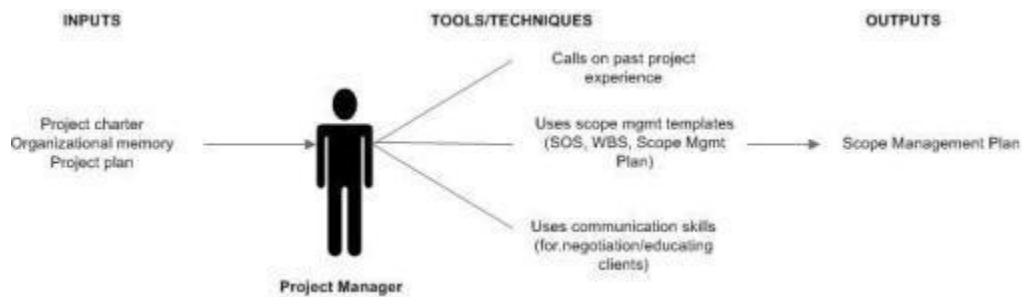 INPUTS
TOOLS/TECHNIQUES
OUTPUTS
Project charter
Organizational memory
Project plan
Project Manager
Calls on past project
experience
Uses scope mgmt templates
(SOS, WBS, Scope Mgmt
Plan)
Uses communication skills
(for.negotiation/educating
clients)
Scope Management Plan